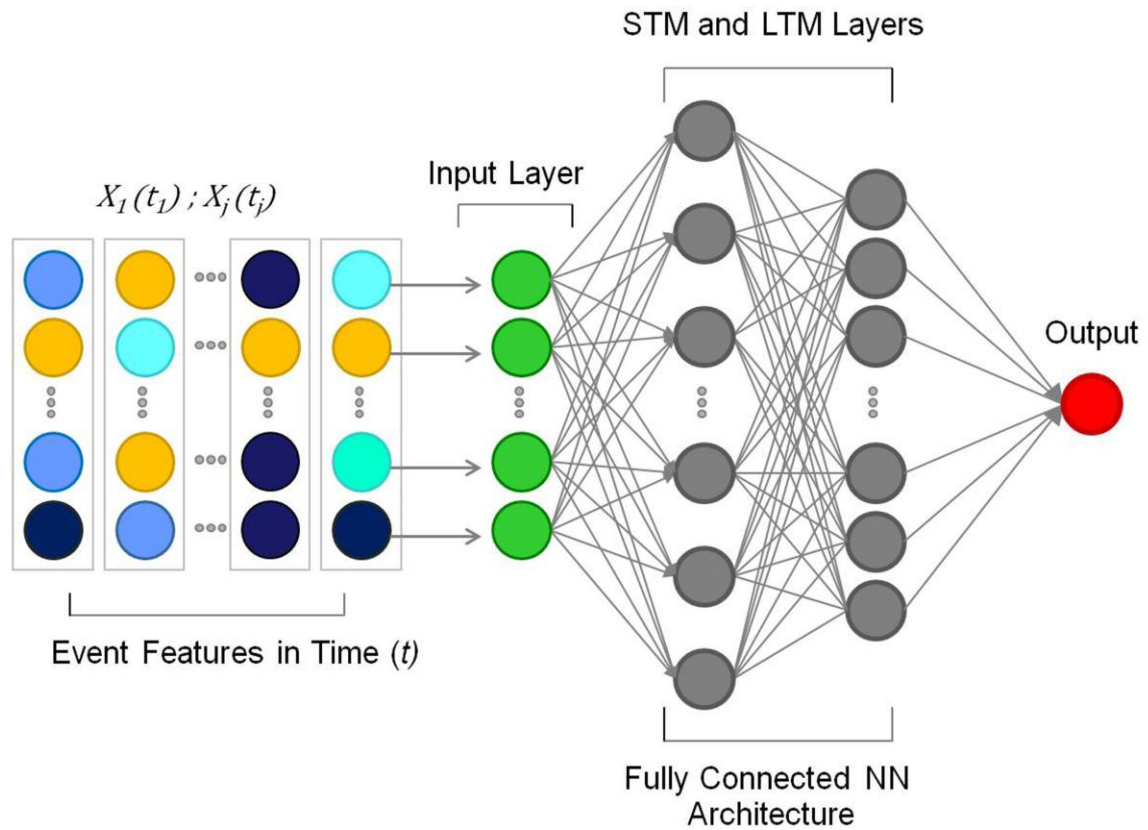 STM and LTM Layers
Input Layer
X₁(t₁) ; Xⱼ(tⱼ)
Output
Event Features in Time (t)
Fully Connected NN
Architecture